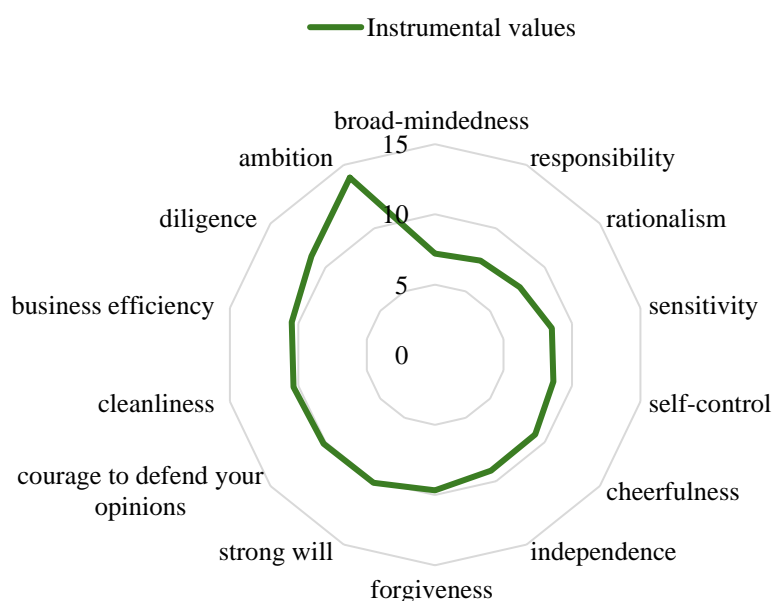 Instrumental values
broad-mindedness
15
ambition
responsibility
diligence
10
rationalism
business efficiency
5
sensitivity
0
cleanliness
self-control
courage to defend your
opinions
cheerfulness
strong will
independence
forgiveness